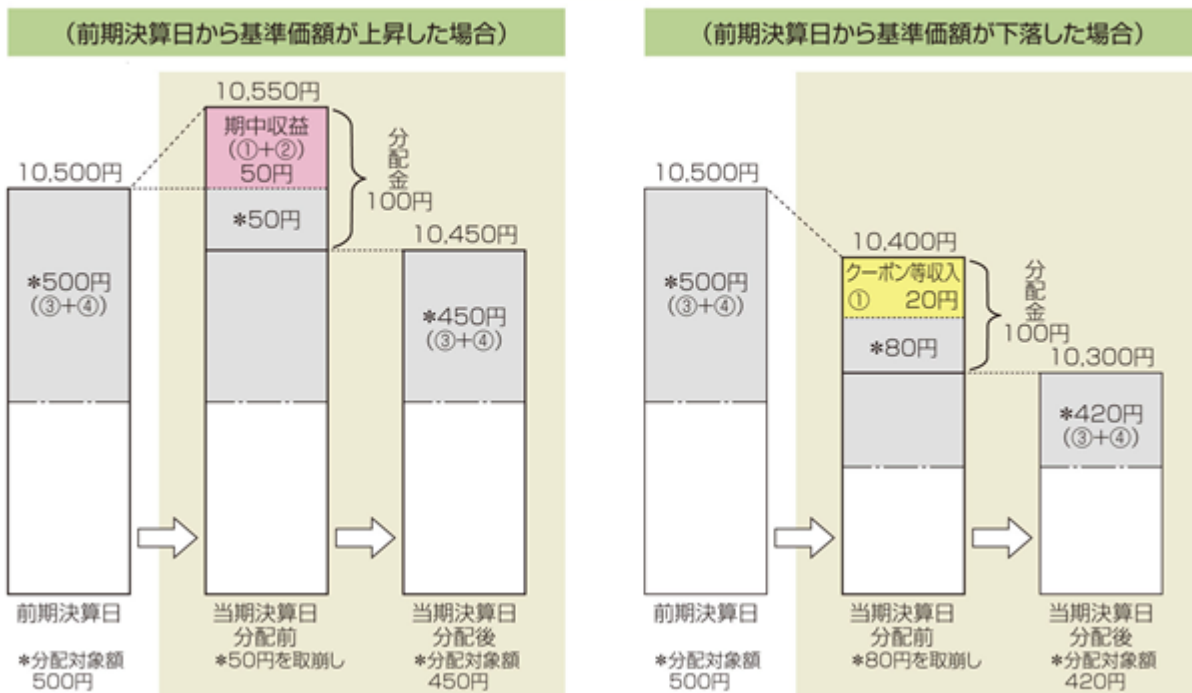 (前期決算日から基準価額が上昇した場合)
10,550円
期中収益
(①+②)
50円
分配金
100円
10,500円
*50円
10,450円
*500円
(③+④)
*450円
(③+④)
前期決算日
当期決算日
分配前
当期決算日
分配後
*分配対象額
500円
*50円を取崩し
*分配対象額
450円
(前期決算日から基準価額が下落した場合)
10,500円
10,400円
クーポン等収入
① 20円
分配金
100円
*500円
(③+④)
*80円
10,300円
*420円
(③+④)
前期決算日
当期決算日
分配前
当期決算日
分配後
*分配対象額
500円
*80円を取崩し
*分配対象額
420円